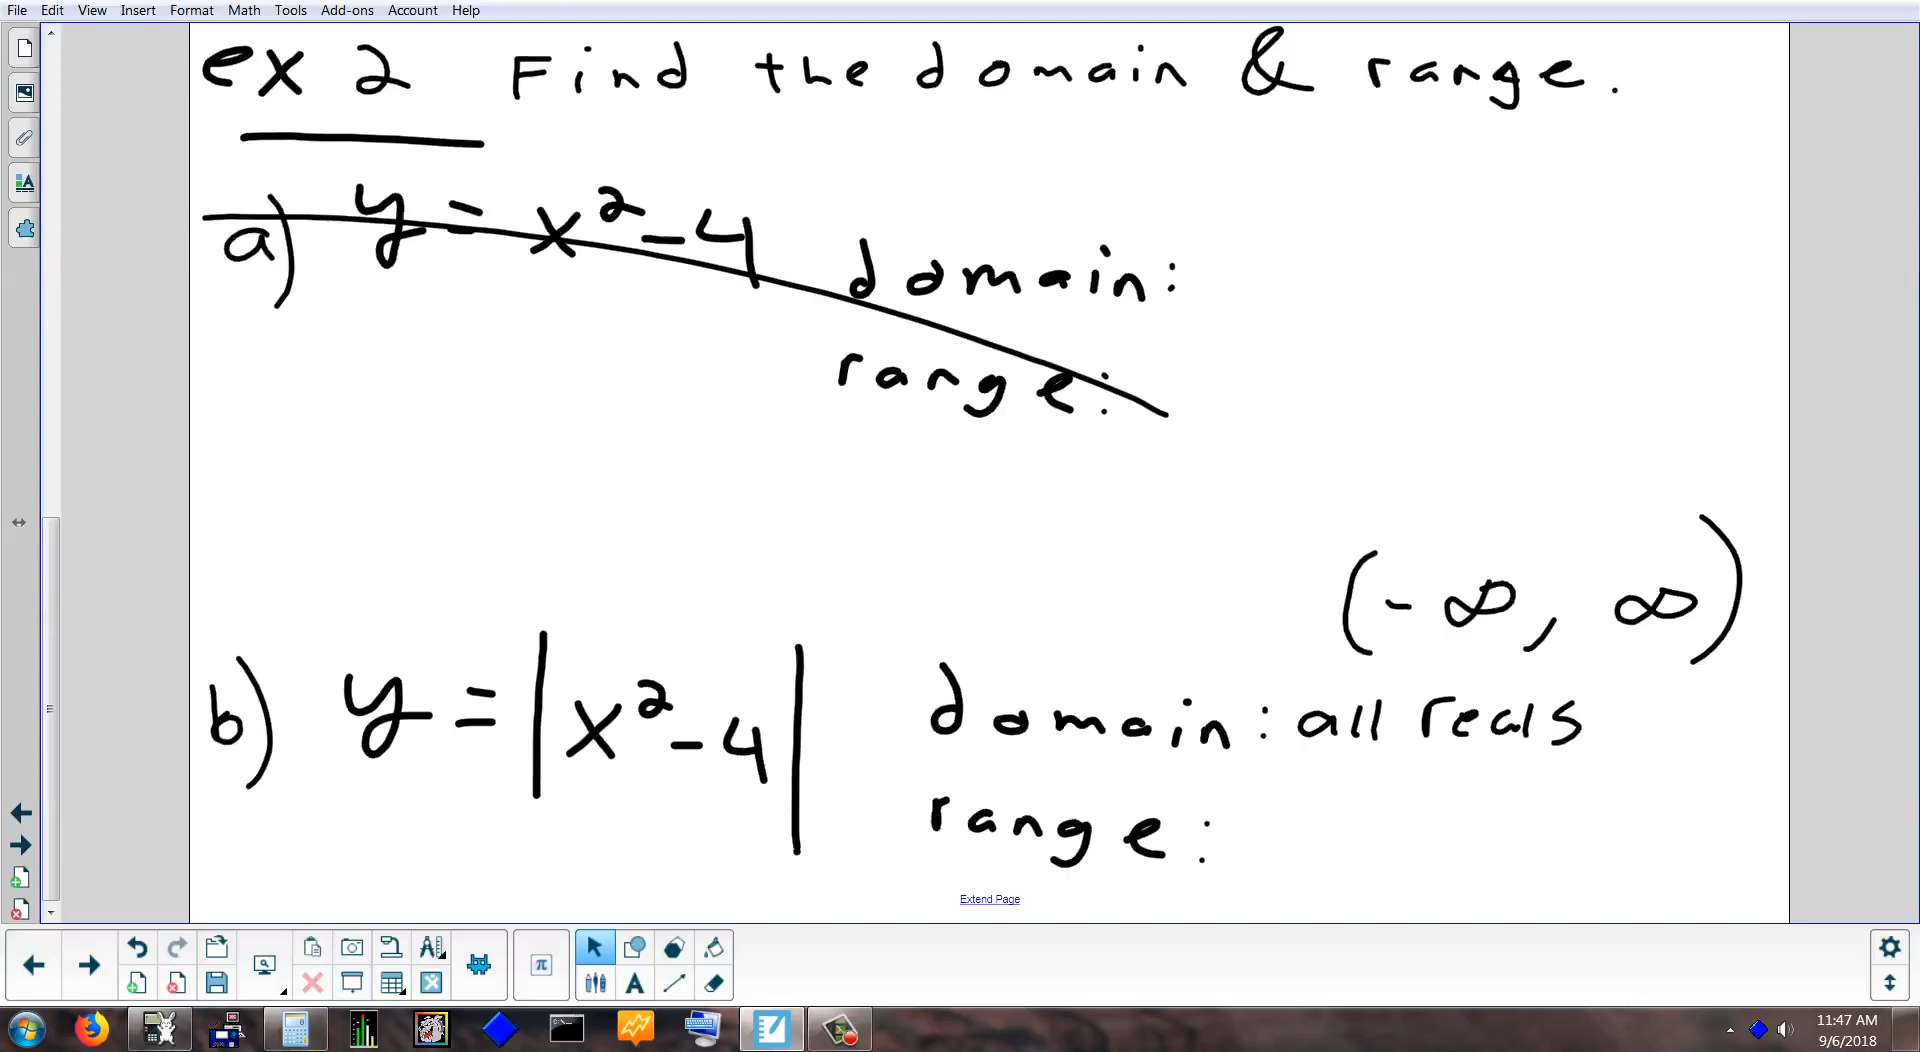 File Edit View Insert Format Math Tools Add-ons Account Help
ex 2 Find the domain & range.
a) y = x² - 4 domain:
range:
(-∞, ∞)
b) y = |x² - 4| domain: all reals
range:
Extend Page
π
A
11:47 AM
9/6/2018